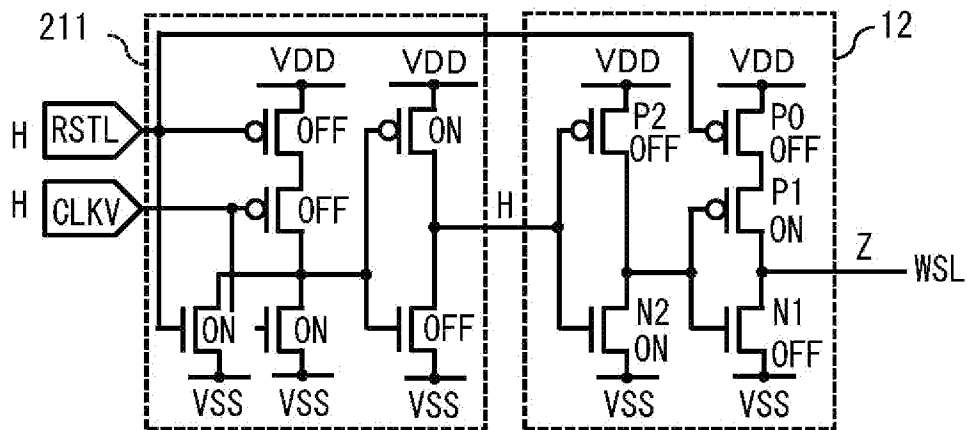 211
12
VDD
VDD
VDD
VDD
H
RSTL
OFF
ON
P2
OFF
P0
OFF
H
CLKV
OFF
H
P1
ON
Z
WSL
ON
ON
OFF
N2
ON
N1
OFF
VSS
VSS
VSS
VSS
VSS